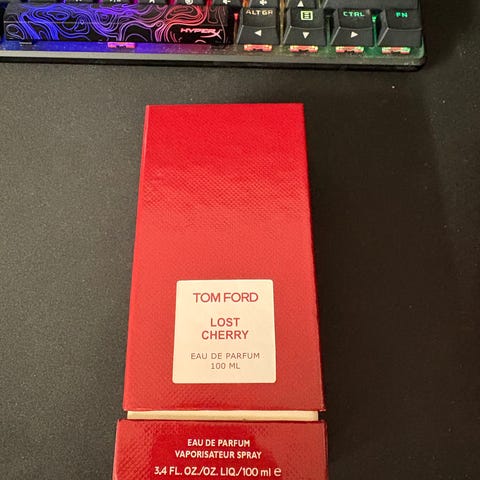 HYPERX
ALT GR
CTRL
FN
TOM FORD
LOST
CHERRY
EAU DE PARFUM
100 ML
EAU DE PARFUM
VAPORISATEUR SPRAY
3,4 FL. OZ./OZ. LIQ./100 ml e